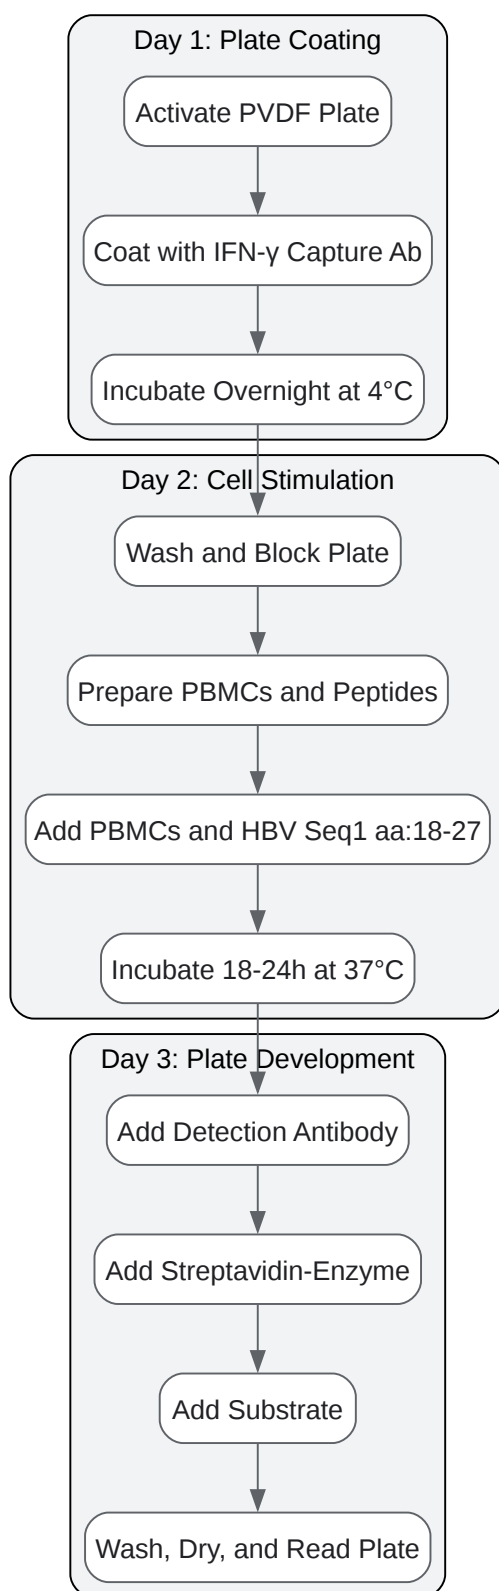 Day 1: Plate Coating
Activate PVDF Plate
Coat with IFN-γ Capture Ab
Incubate Overnight at 4°C
Day 2: Cell Stimulation
Wash and Block Plate
Prepare PBMCs and Peptides
Add PBMCs and HBV Seq1 aa:18-27
Incubate 18-24h at 37°C
Day 3: Plate Development
Add Detection Antibody
Add Streptavidin-Enzyme
Add Substrate
Wash, Dry, and Read Plate